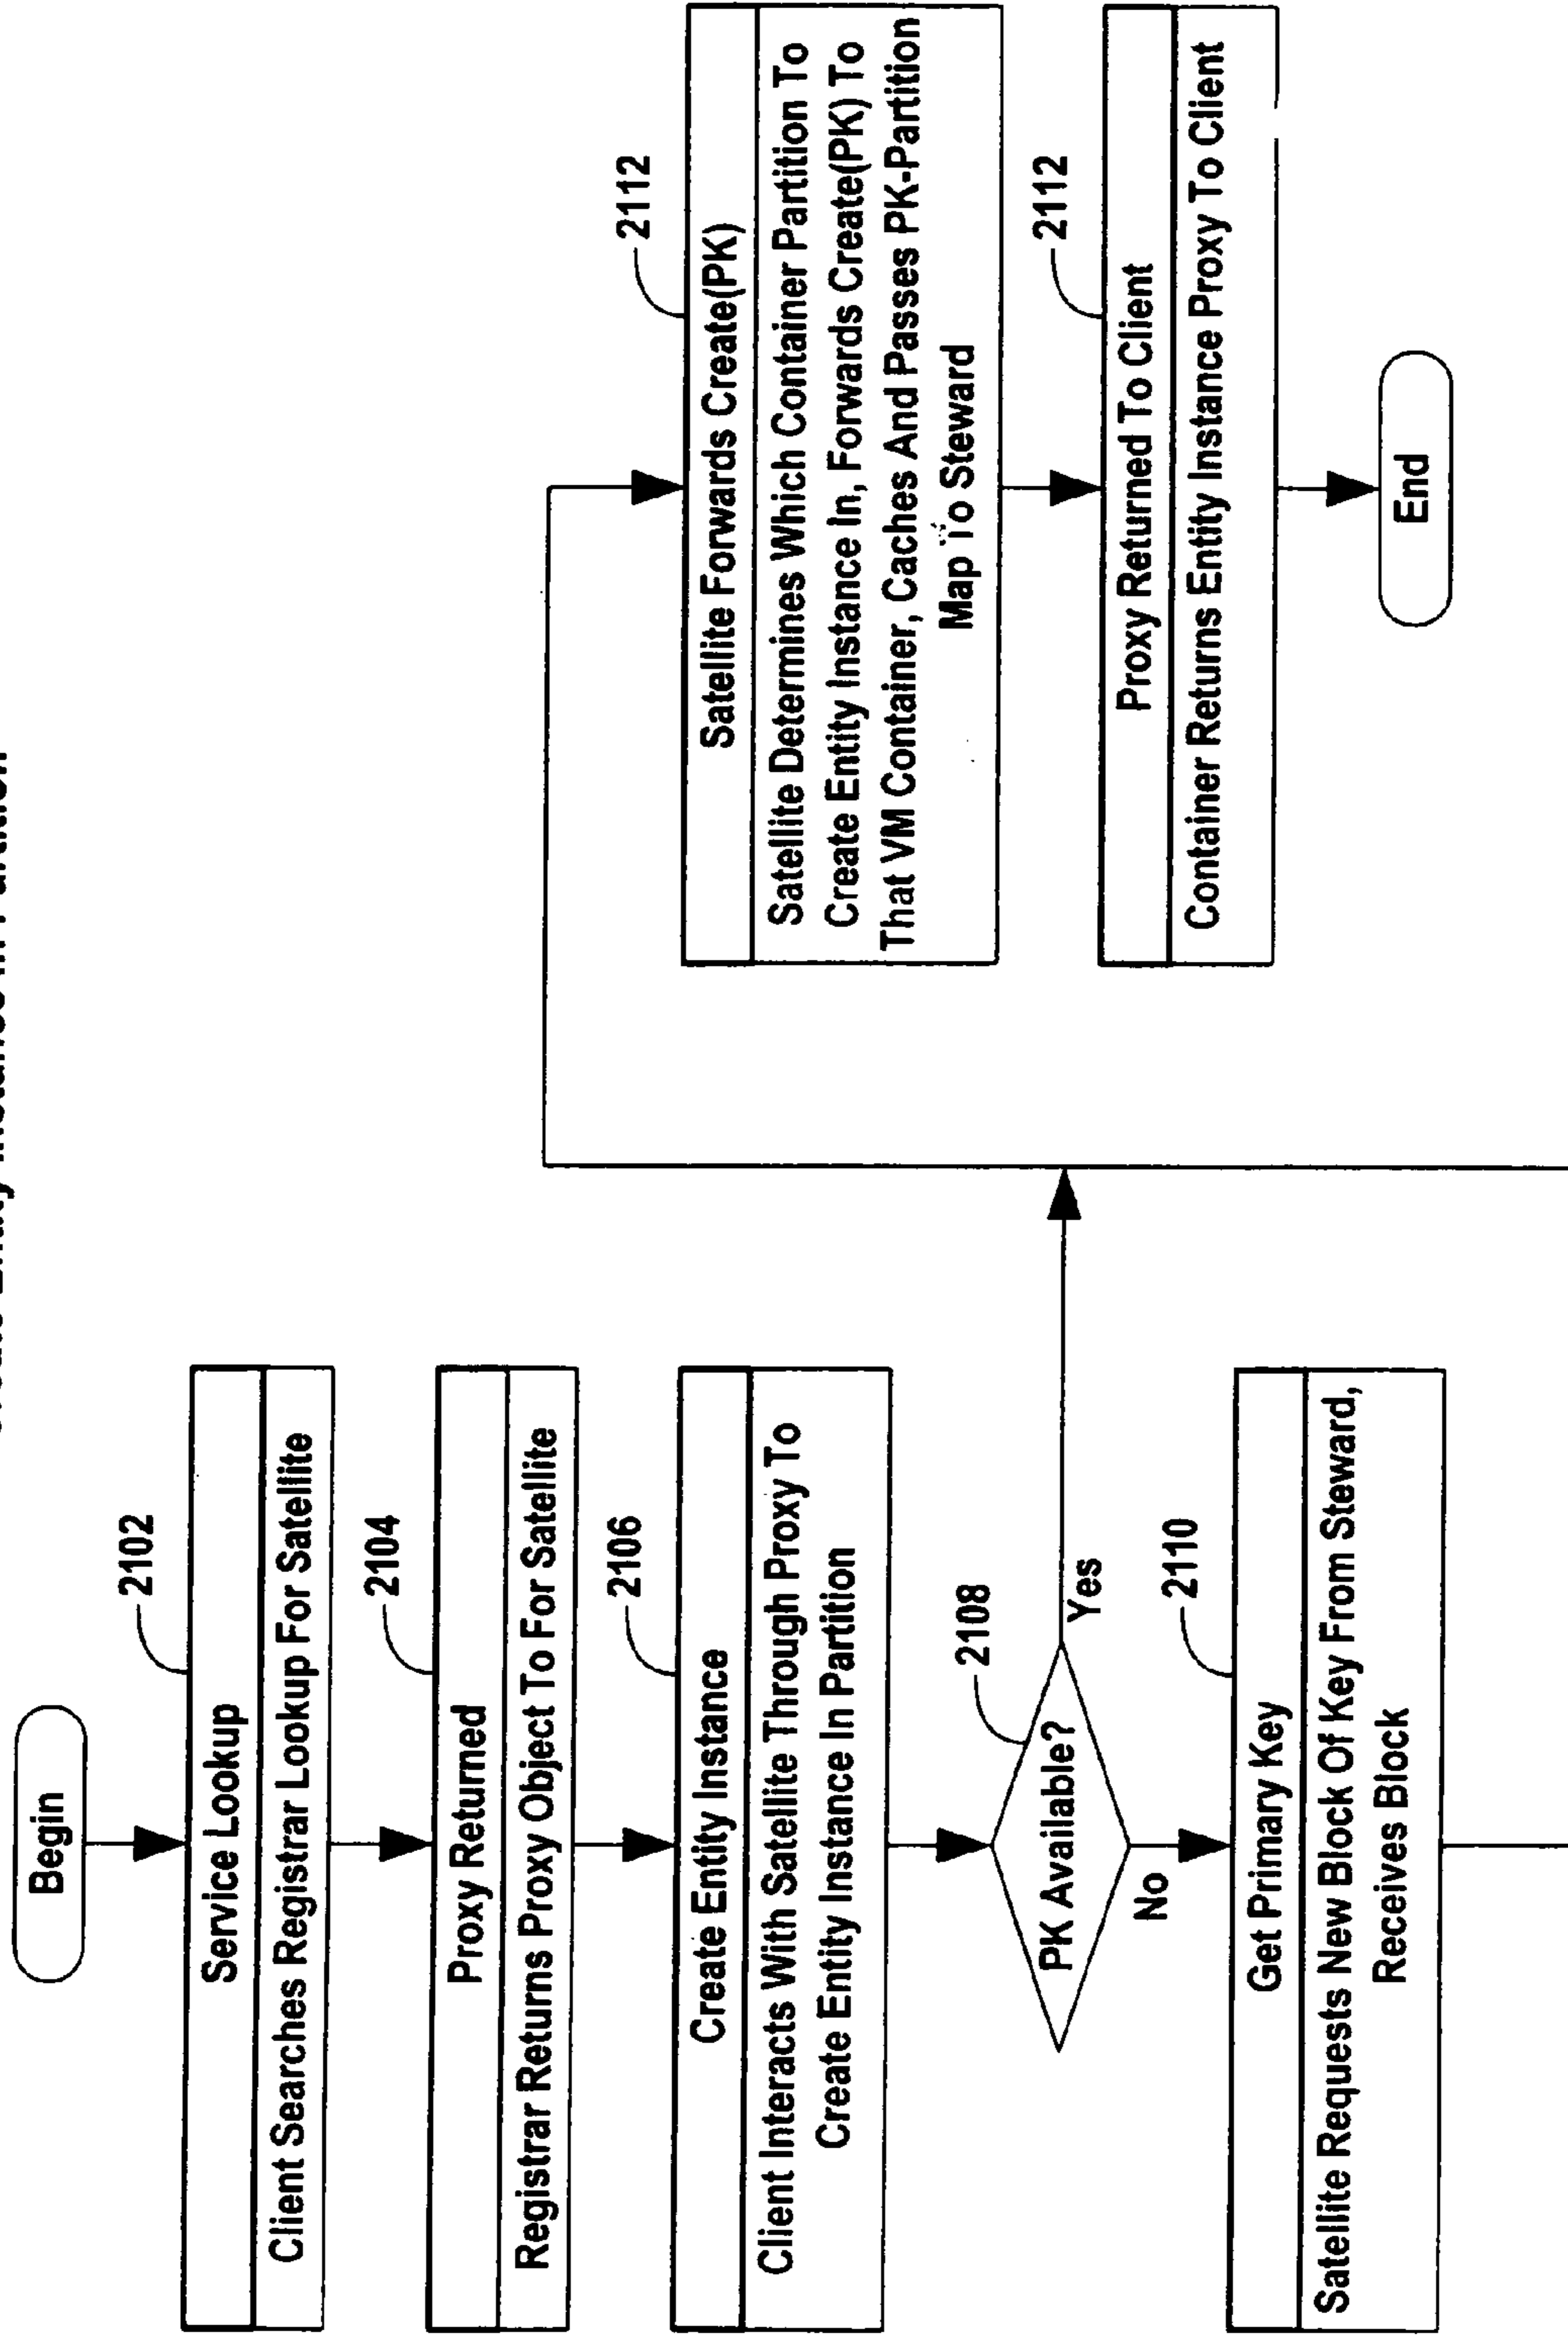 Entity Instance In Partition
Begin
2102
Service Lookup
Client Searches Registrar Lookup For Satellite
2104
Proxy Returned
Registrar Returns Proxy Object To For Satellite
2106
Create Entity Instance
Client Interacts With Satellite Through Proxy To
Create Entity Instance In Partition
2108
PK Available?
Yes
No
2110
Get Primary Key
Satellite Requests New Block Of Key From Steward,
Receives Block
2112
Satellite Forwards Create(PK)
Satellite Determines Which Container Partition To
Create Entity Instance In, Forwards Create(PK) To
That VM Container, Caches And Passes PK-Partition
Map To Steward
2112
Proxy Returned To Client
Container Returns Entity Instance Proxy To Client
End